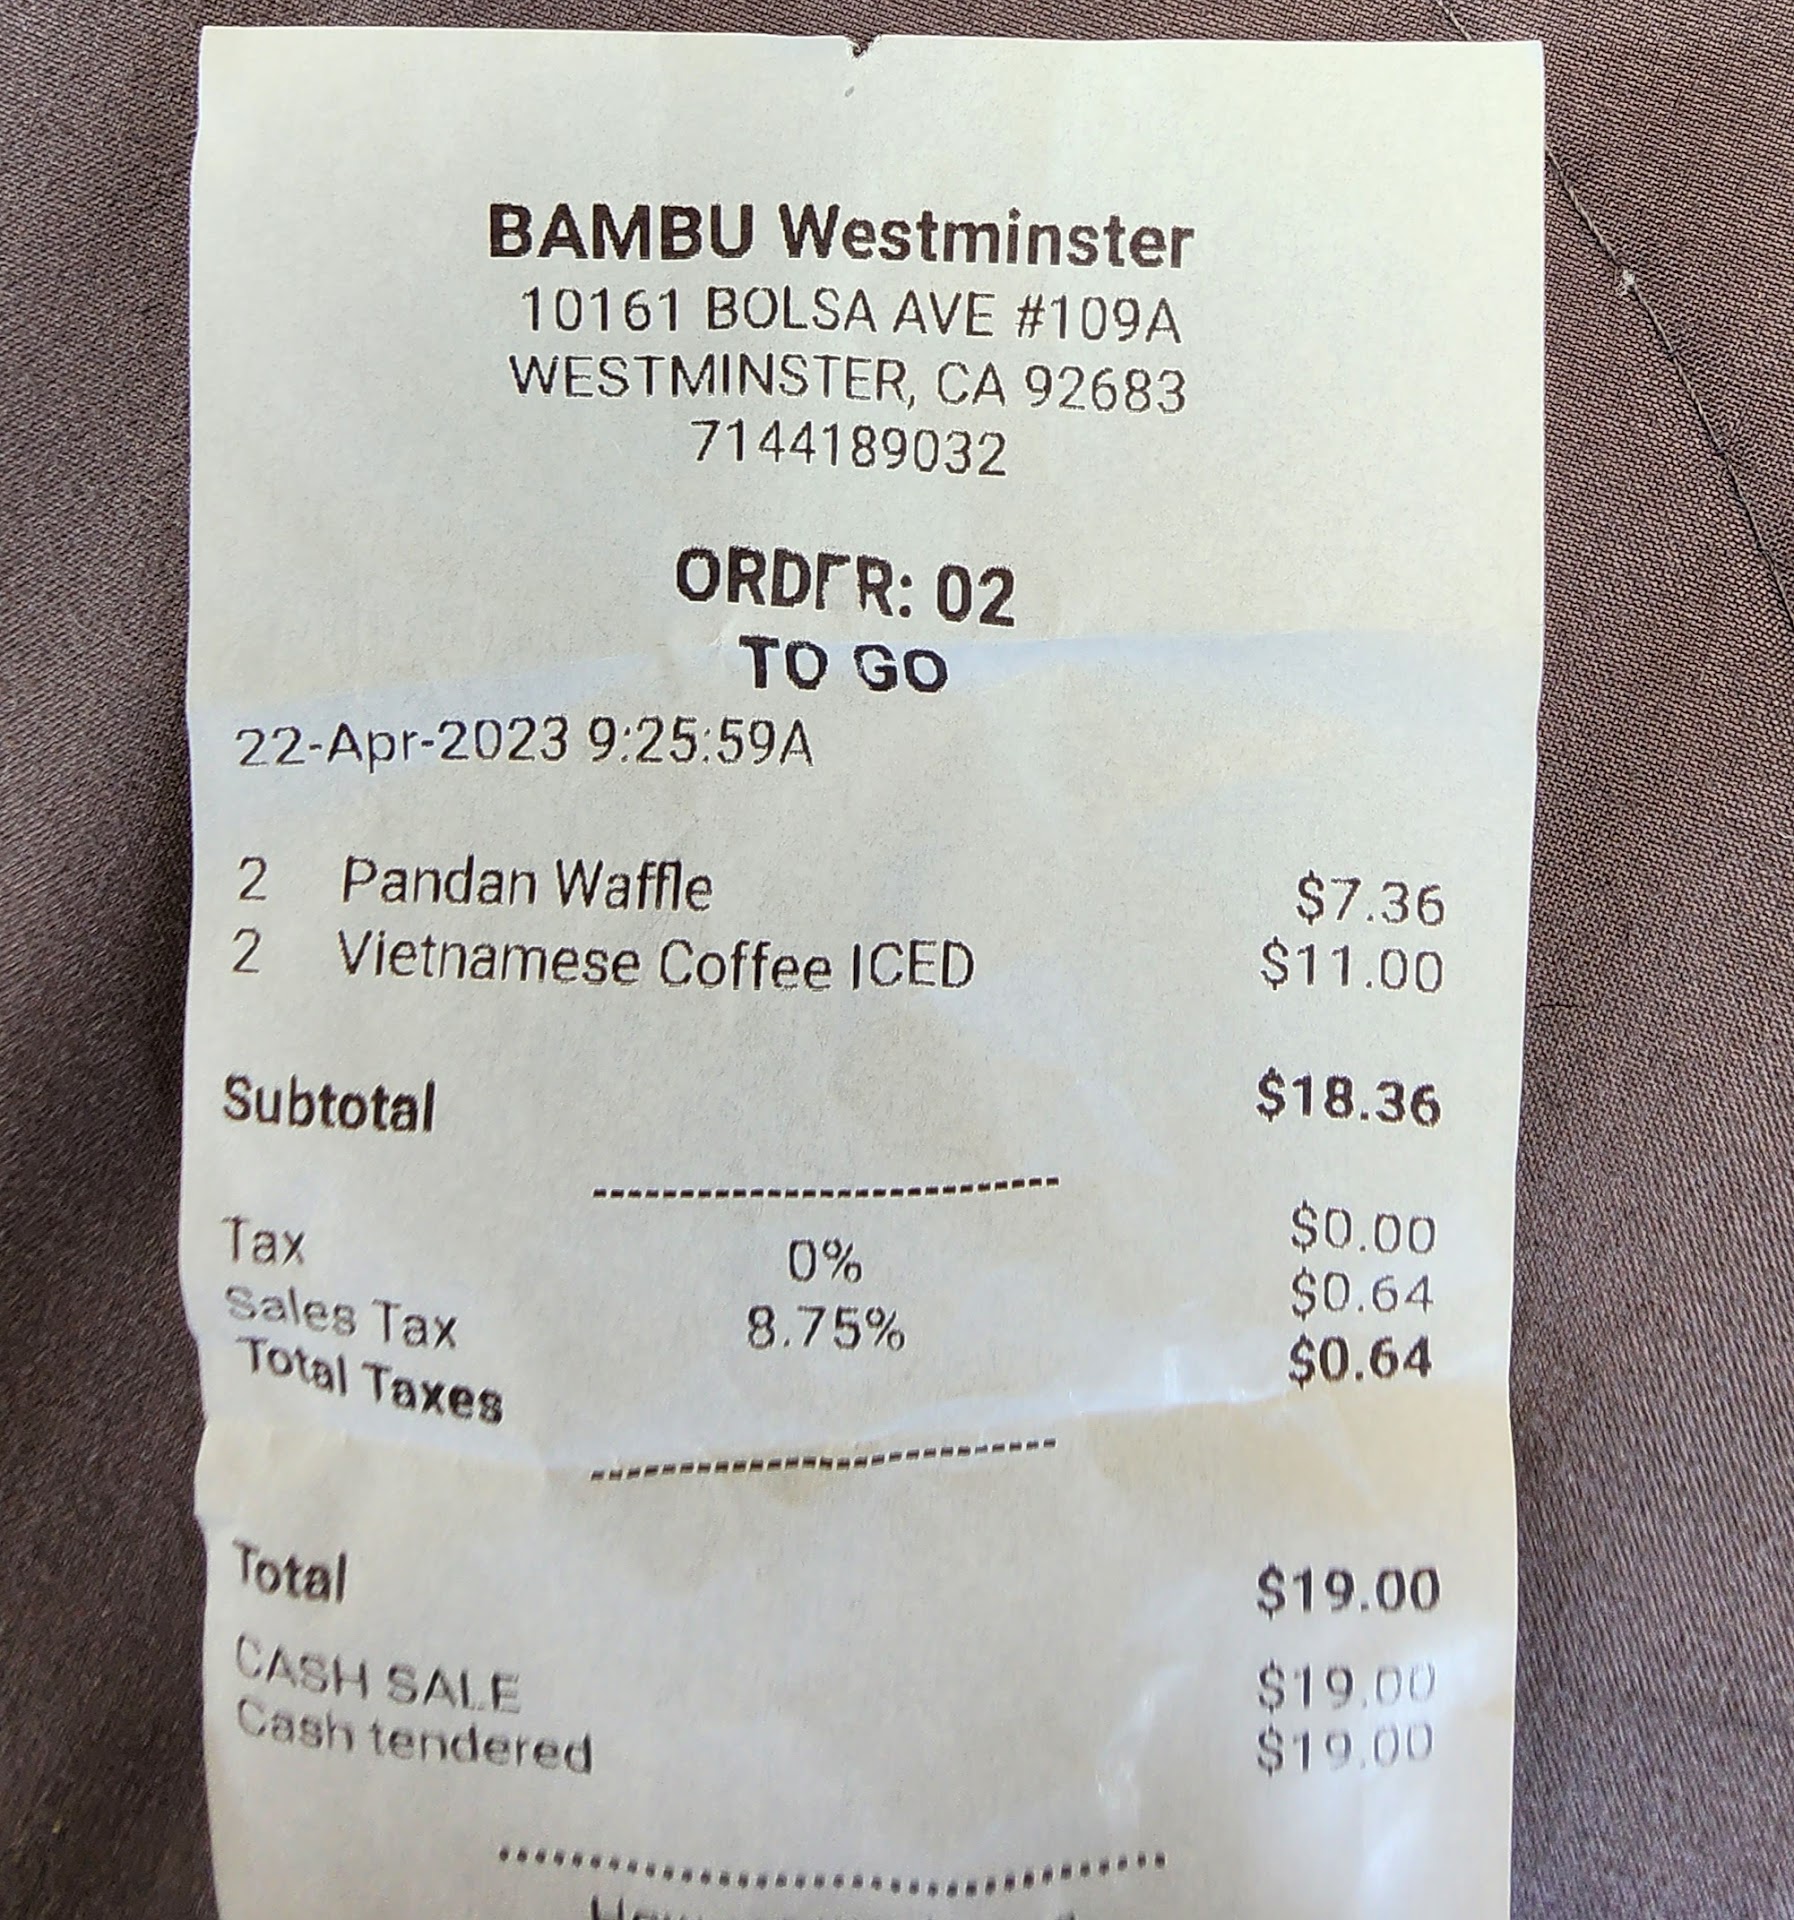 BAMBU Westminster
10161 BOLSA AVE #109A
WESTMINSTER, CA 92683
7144189032
ORDER: 02
TO GO
22-Apr-2023 9:25:59A
2 Pandan Waffle $7.36
2 Vietnamese Coffee ICED $11.00
Subtotal $18.36
Tax 0% $0.00
Sales Tax 8.75% $0.64
Total Taxes $0.64
Total $19.00
CASH SALE $19.00
Cash tendered $19.00